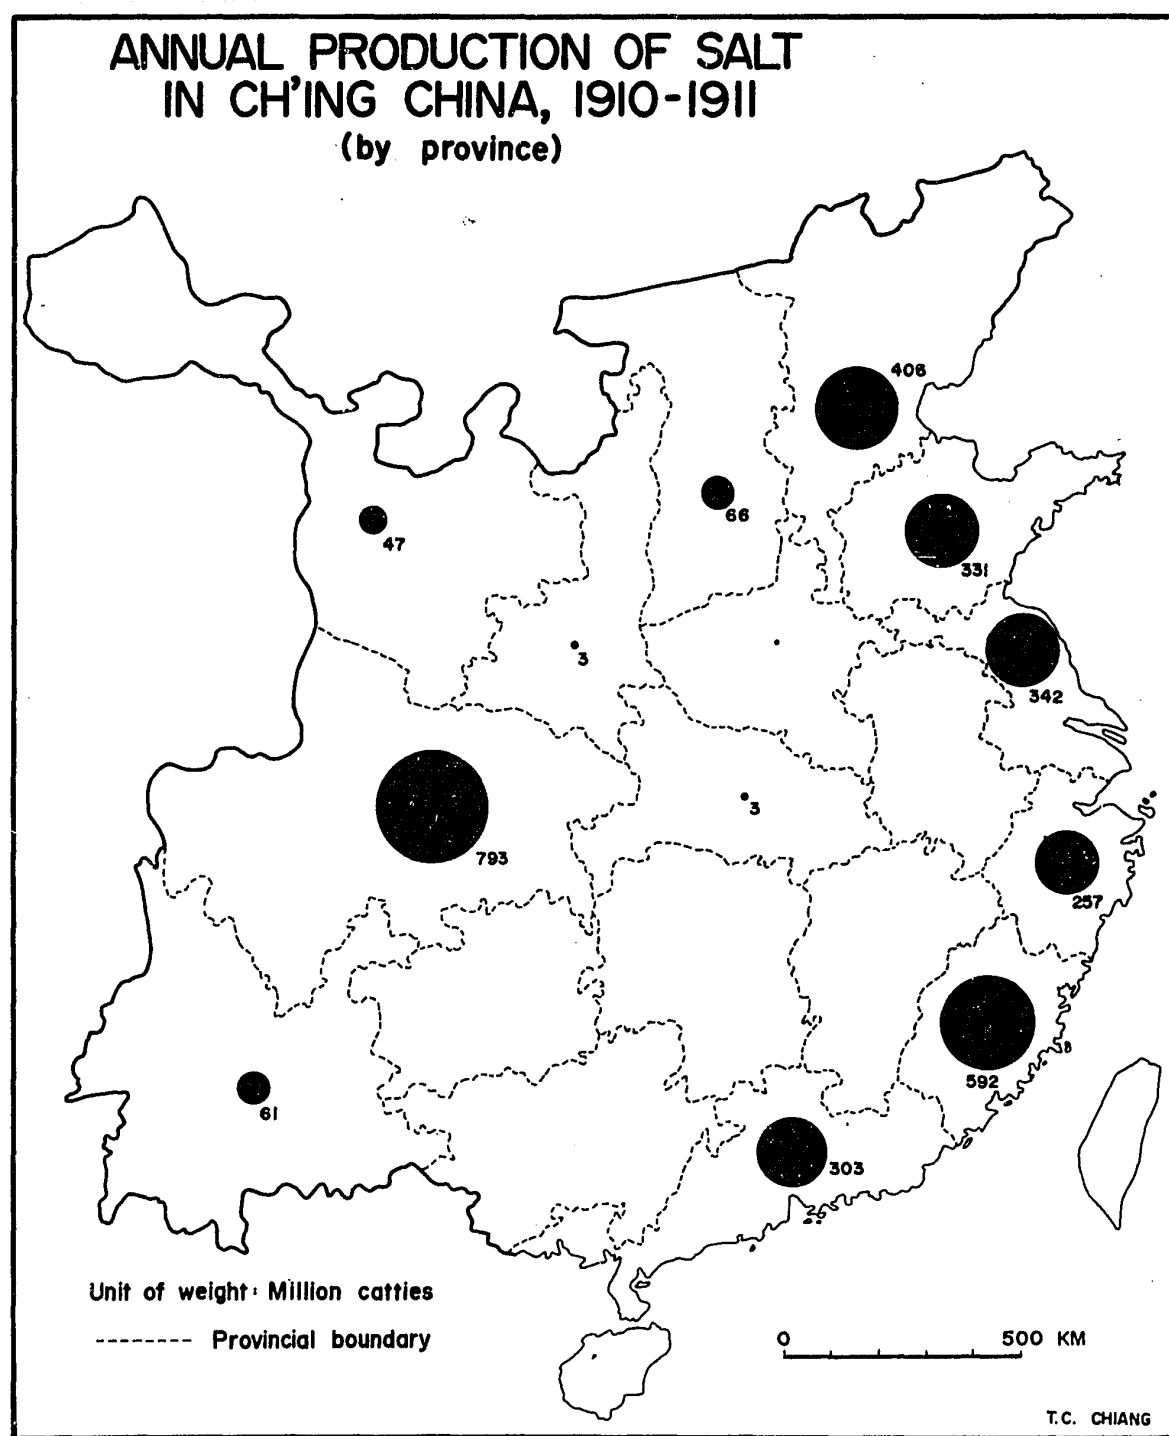 ANNUAL PRODUCTION OF SALT
IN CH'ING CHINA, 1910-1911
(by province)
406
66
47
331
3
342
3
793
257
592
61
303
Unit of weight: Million catties
Provincial boundary
0 500 KM
T.C. CHIANG